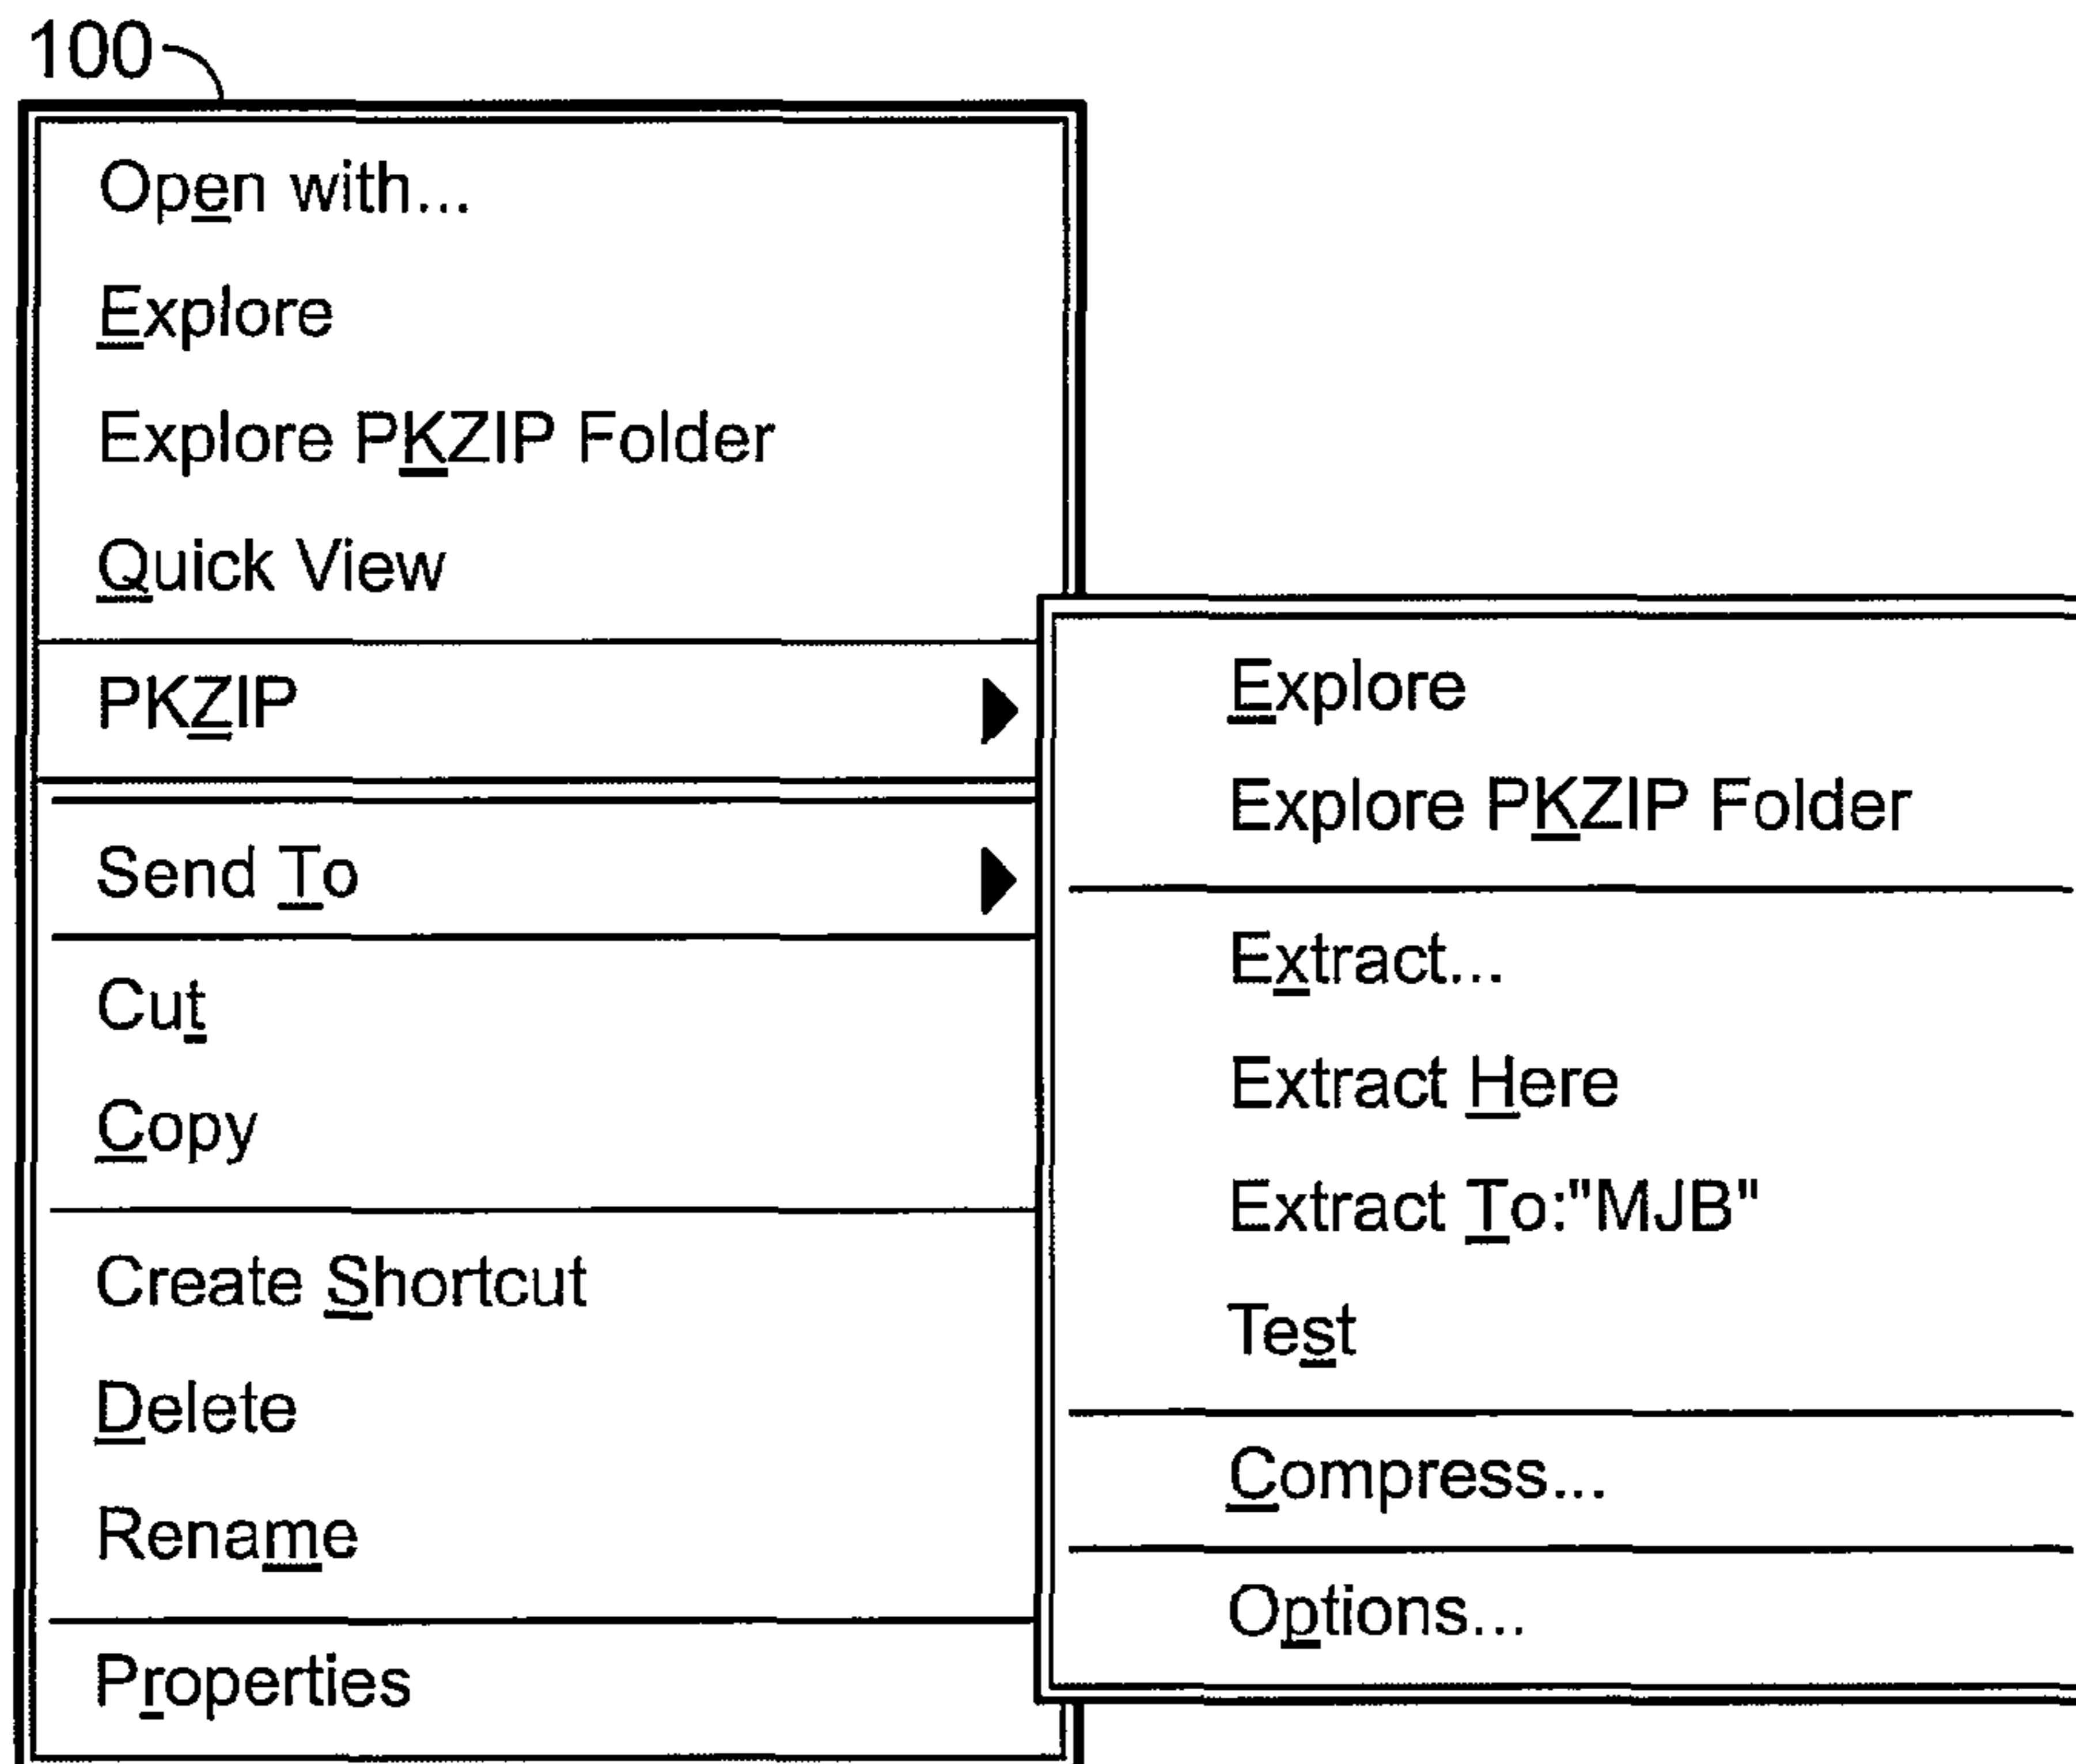 100
Open with...
Explore
Explore PKZIP Folder
Quick View
PKZIP
Send To
Cut
Copy
Create Shortcut
Delete
Rename
Properties
Explore
Explore PKZIP Folder
Extract...
Extract Here
Extract To:"MJB"
Test
Compress...
Options...